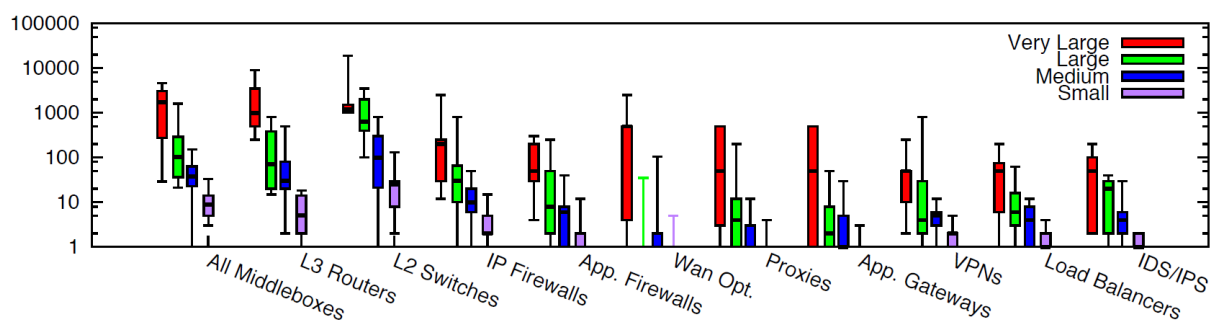 100000
10000
1000
100
10
1
Very Large
Large
Medium
Small
All Middleboxes
L3 Routers
L2 Switches
IP Firewalls
App. Firewalls
Wan Opt.
Proxies
App. Gateways
VPNs
Load Balancers
IDS/IPS